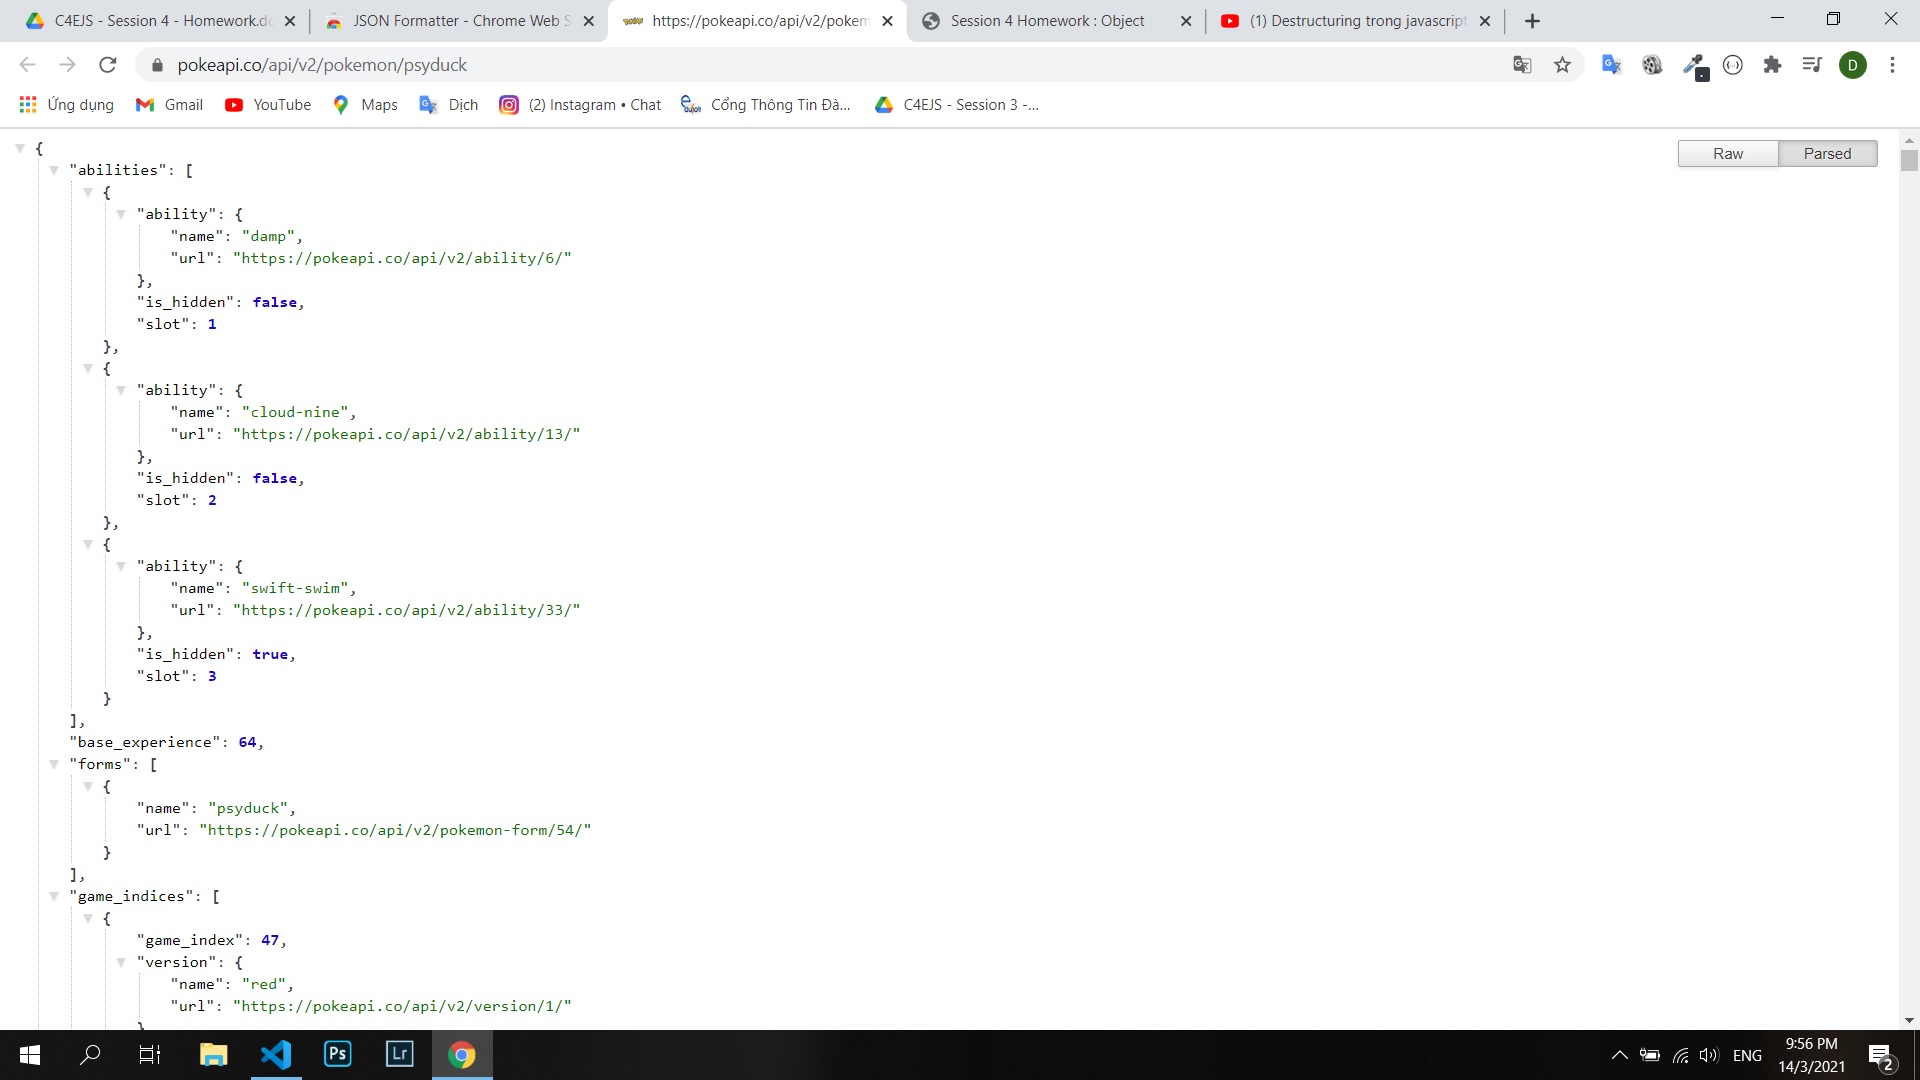 C4EJS - Session 4 - Homework.do
JSON Formatter - Chrome Web S
https://pokeapi.co/api/v2/pokem
Session 4 Homework : Object
(1) Destructuring trong javascript
pokeapi.co/api/v2/pokemon/psyduck
D
Ứng dụng
Gmail
YouTube
Maps
Dịch
(2) Instagram • Chat
Cổng Thông Tin Đà...
C4EJS - Session 3 -...
Raw
Parsed
{
"abilities": [
{
"ability": {
"name": "damp",
"url": "https://pokeapi.co/api/v2/ability/6/"
},
"is_hidden": false,
"slot": 1
},
{
"ability": {
"name": "cloud-nine",
"url": "https://pokeapi.co/api/v2/ability/13/"
},
"is_hidden": false,
"slot": 2
},
{
"ability": {
"name": "swift-swim",
"url": "https://pokeapi.co/api/v2/ability/33/"
},
"is_hidden": true,
"slot": 3
}
],
"base_experience": 64,
"forms": [
{
"name": "psyduck",
"url": "https://pokeapi.co/api/v2/pokemon-form/54/"
}
],
"game_indices": [
{
"game_index": 47,
"version": {
"name": "red",
"url": "https://pokeapi.co/api/v2/version/1/"
}
Ps
Lr
ENG
9:56 PM
14/3/2021
2